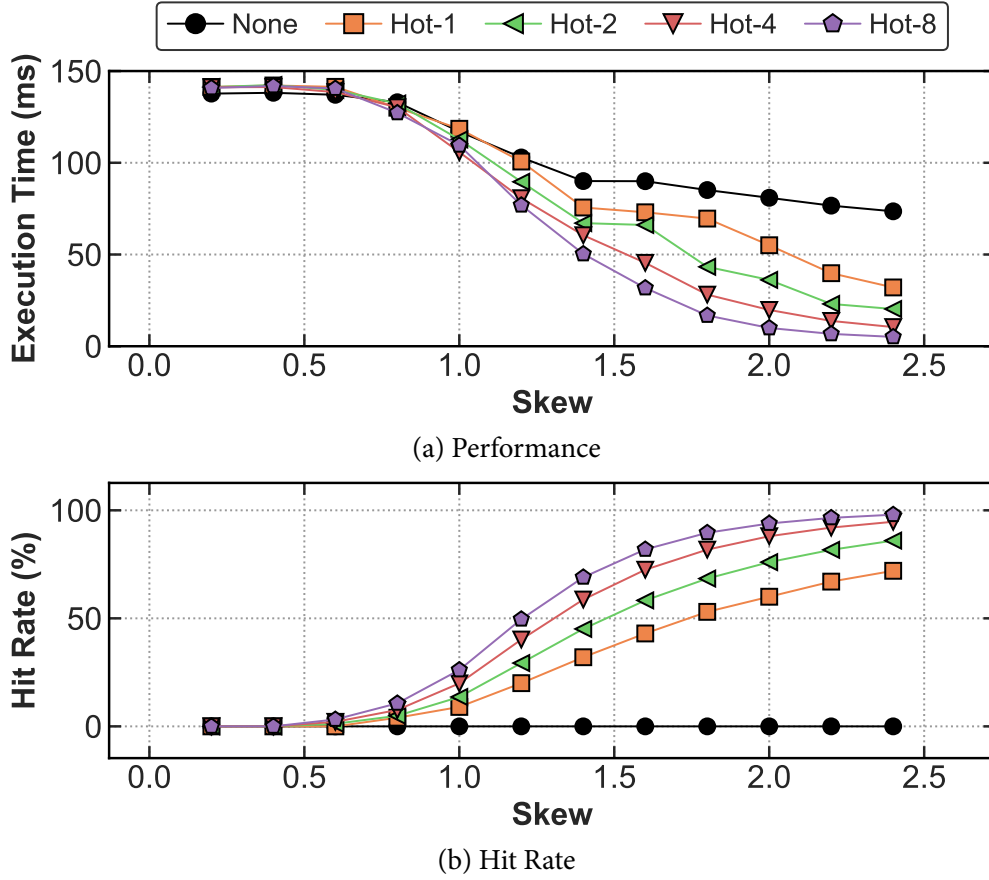 None Hot-1 Hot-2 Hot-4 Hot-8
Execution Time (ms)
150
100
50
0
0.0 0.5 1.0 1.5 2.0 2.5
Skew
(a) Performance
Hit Rate (%)
100
50
0
0.0 0.5 1.0 1.5 2.0 2.5
Skew
(b) Hit Rate